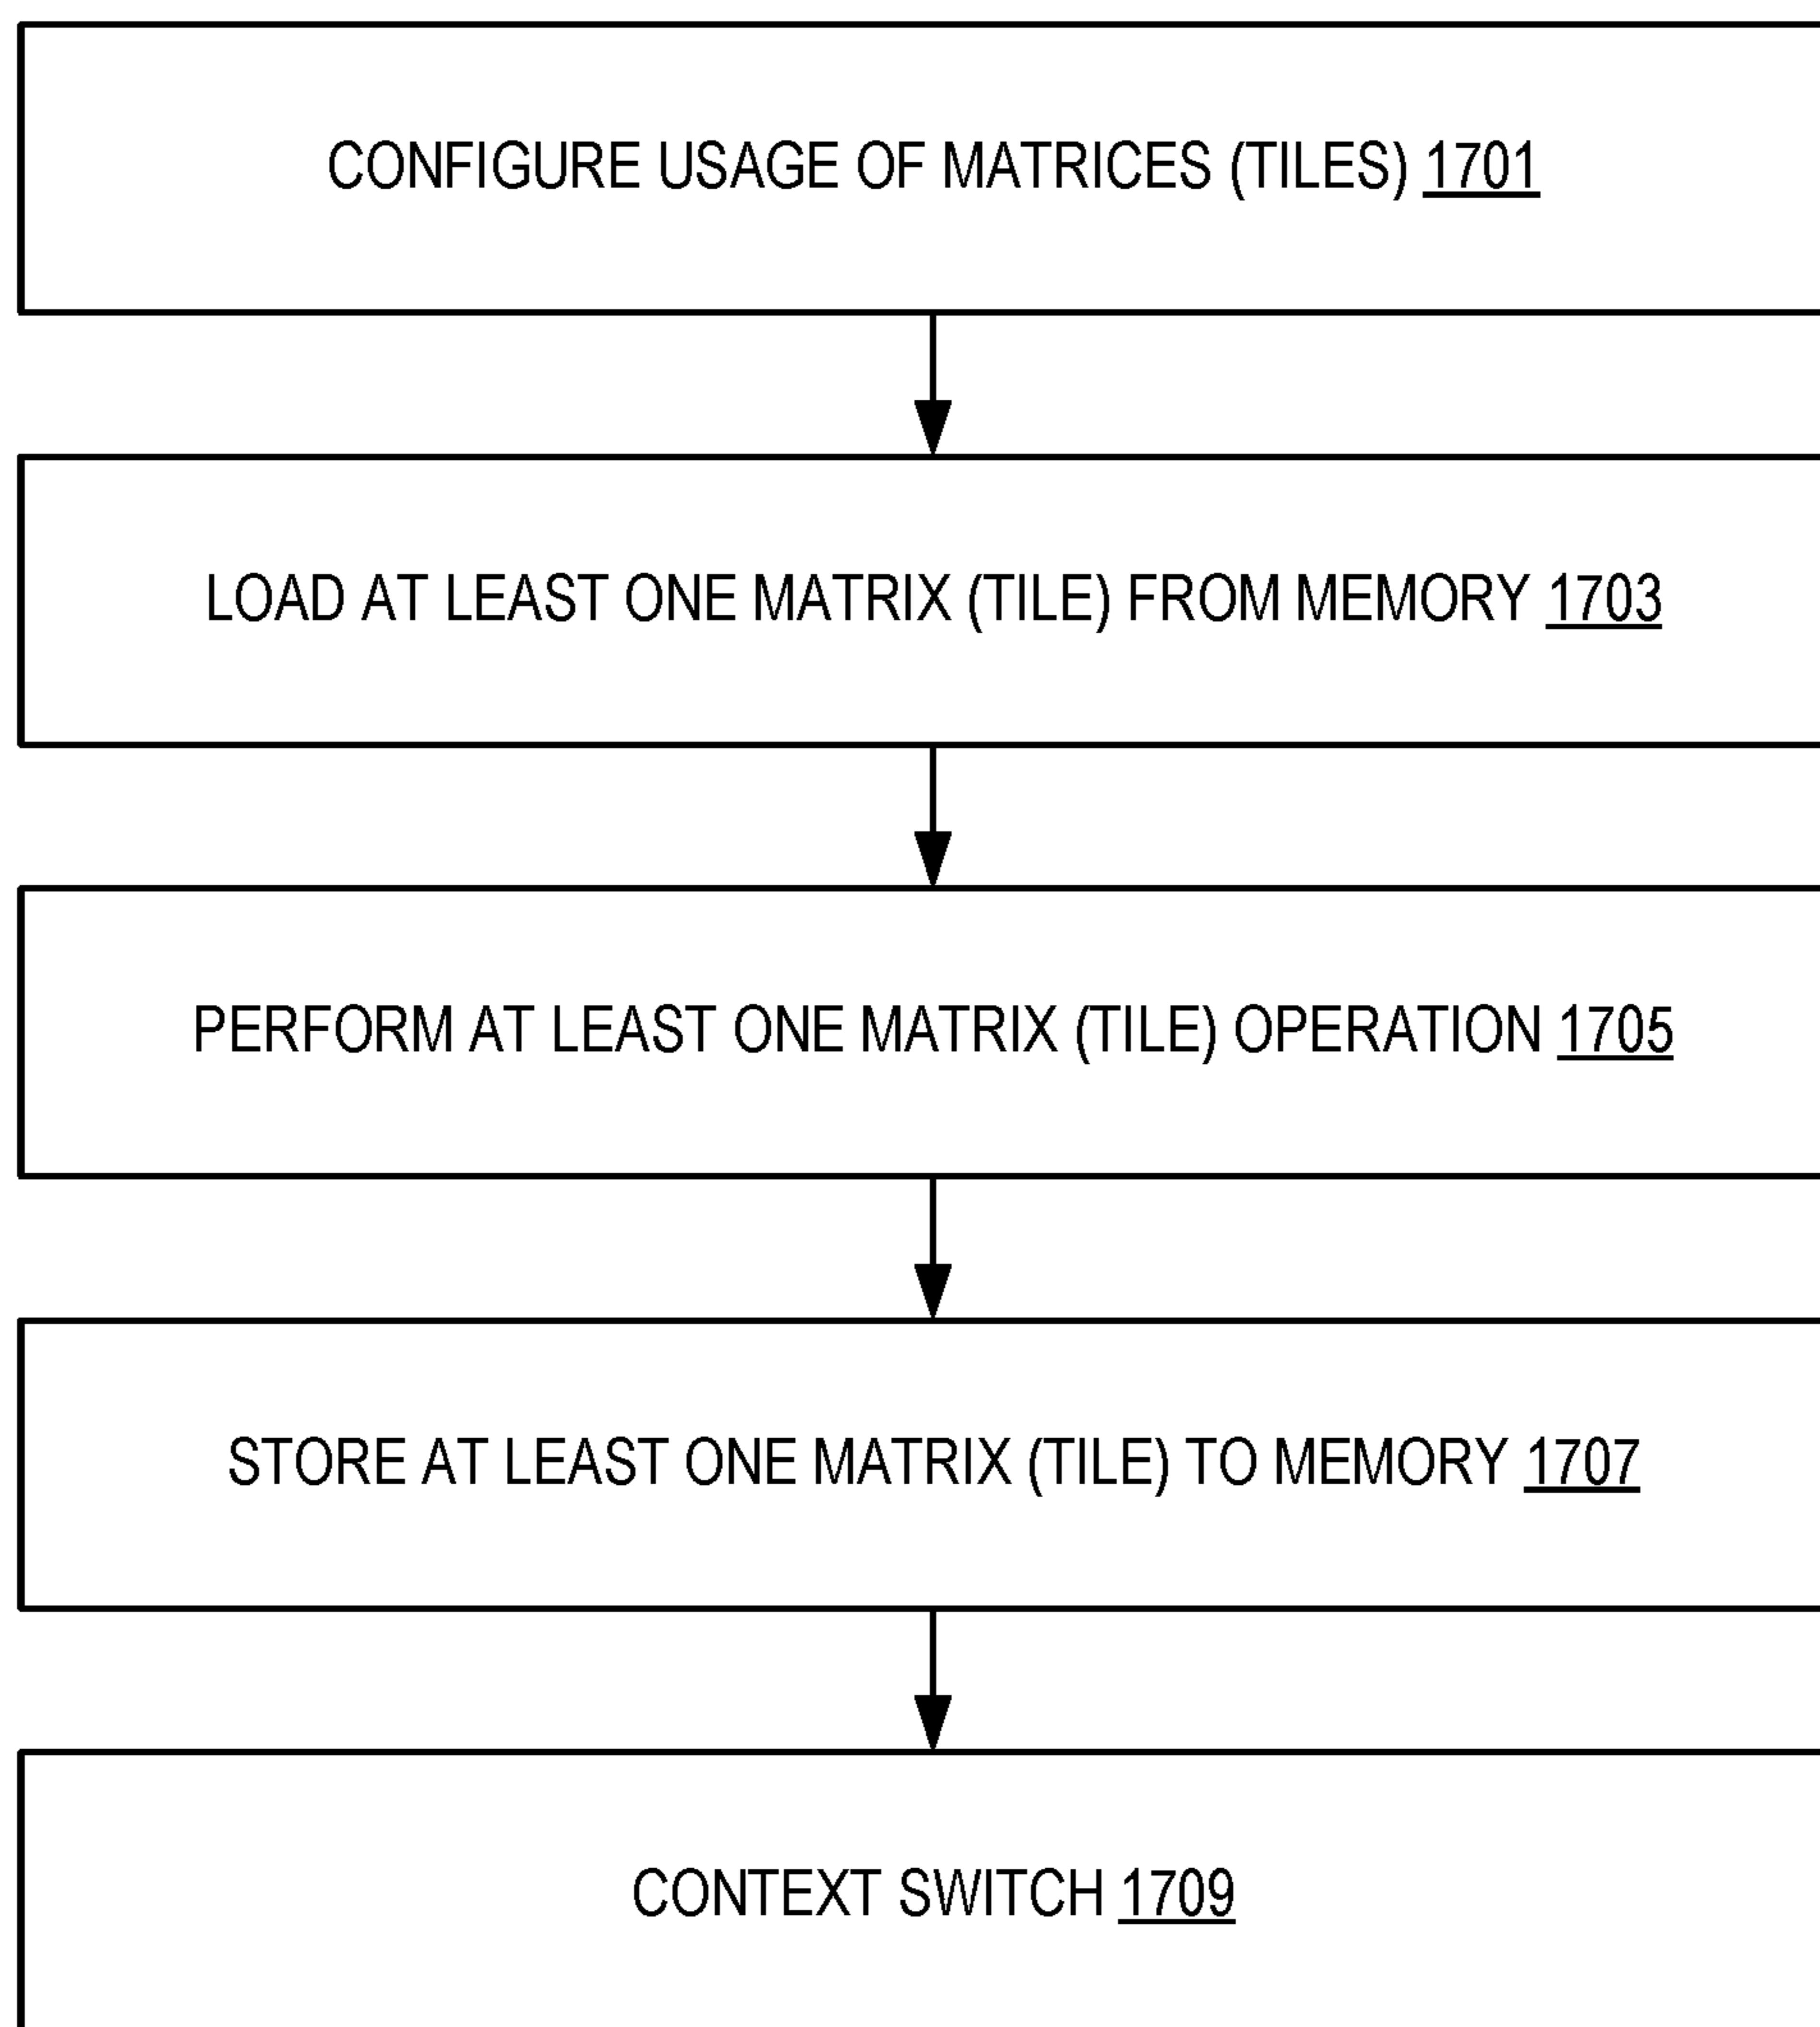 CONFIGURE USAGE OF MATRICES (TILES) 1701
LOAD AT LEAST ONE MATRIX (TILE) FROM MEMORY 1703
PERFORM AT LEAST ONE MATRIX (TILE) OPERATION 1705
STORE AT LEAST ONE MATRIX (TILE) TO MEMORY 1707
CONTEXT SWITCH 1709